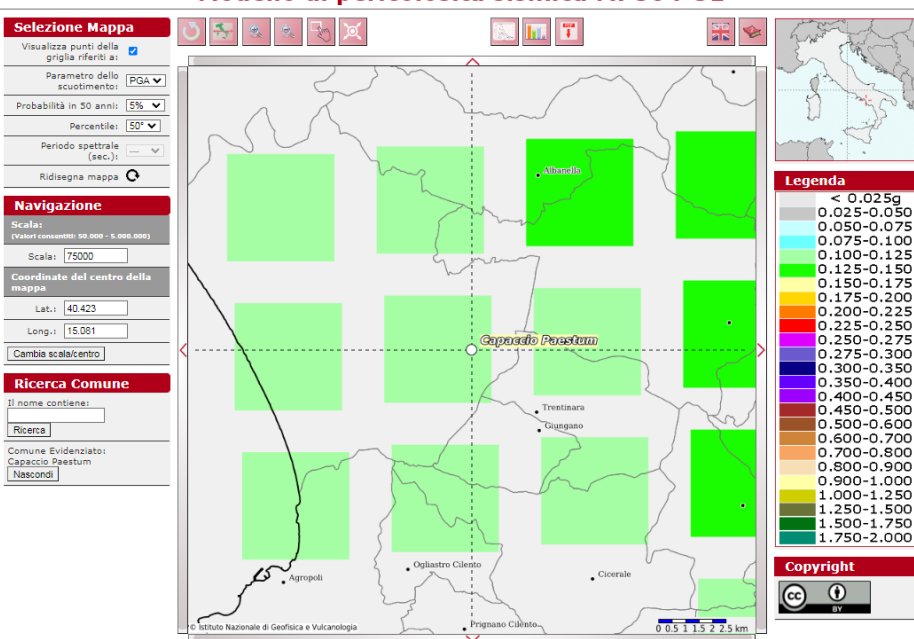 Selezione Mappa
Visualizza punti della
griglia riferiti a:
Parametro dello
scuotimento: PGA
Probabilità in 50 anni: 5%
Percentile: 50°
Periodo spettrale
(sec.): ---
Ridisegna mappa
Navigazione
Scala:
(Valori consentiti: 50.000 - 5.000.000)
Scala: 75000
Coordinate del centro della
mappa
Lat.: 40.423
Long.: 15.081
Cambia scala/centro
Ricerca Comune
Il nome contiene:
Ricerca
Comune Evidenziato:
Capaccio Paestum
Nascondi
Albanella
Capaccio Paestum
Trentinara
Giungano
Ogliastro Cilento
Agropoli
Cicerale
Prignano Cilento
© Istituto Nazionale di Geofisica e Vulcanologia
0 0.5 1 1.5 2 2.5 km
Legenda
< 0.025g
0.025-0.050
0.050-0.075
0.075-0.100
0.100-0.125
0.125-0.150
0.150-0.175
0.175-0.200
0.200-0.225
0.225-0.250
0.250-0.275
0.275-0.300
0.300-0.350
0.350-0.400
0.400-0.450
0.450-0.500
0.500-0.600
0.600-0.700
0.700-0.800
0.800-0.900
0.900-1.000
1.000-1.250
1.250-1.500
1.500-1.750
1.750-2.000
Copyright
cc
BY